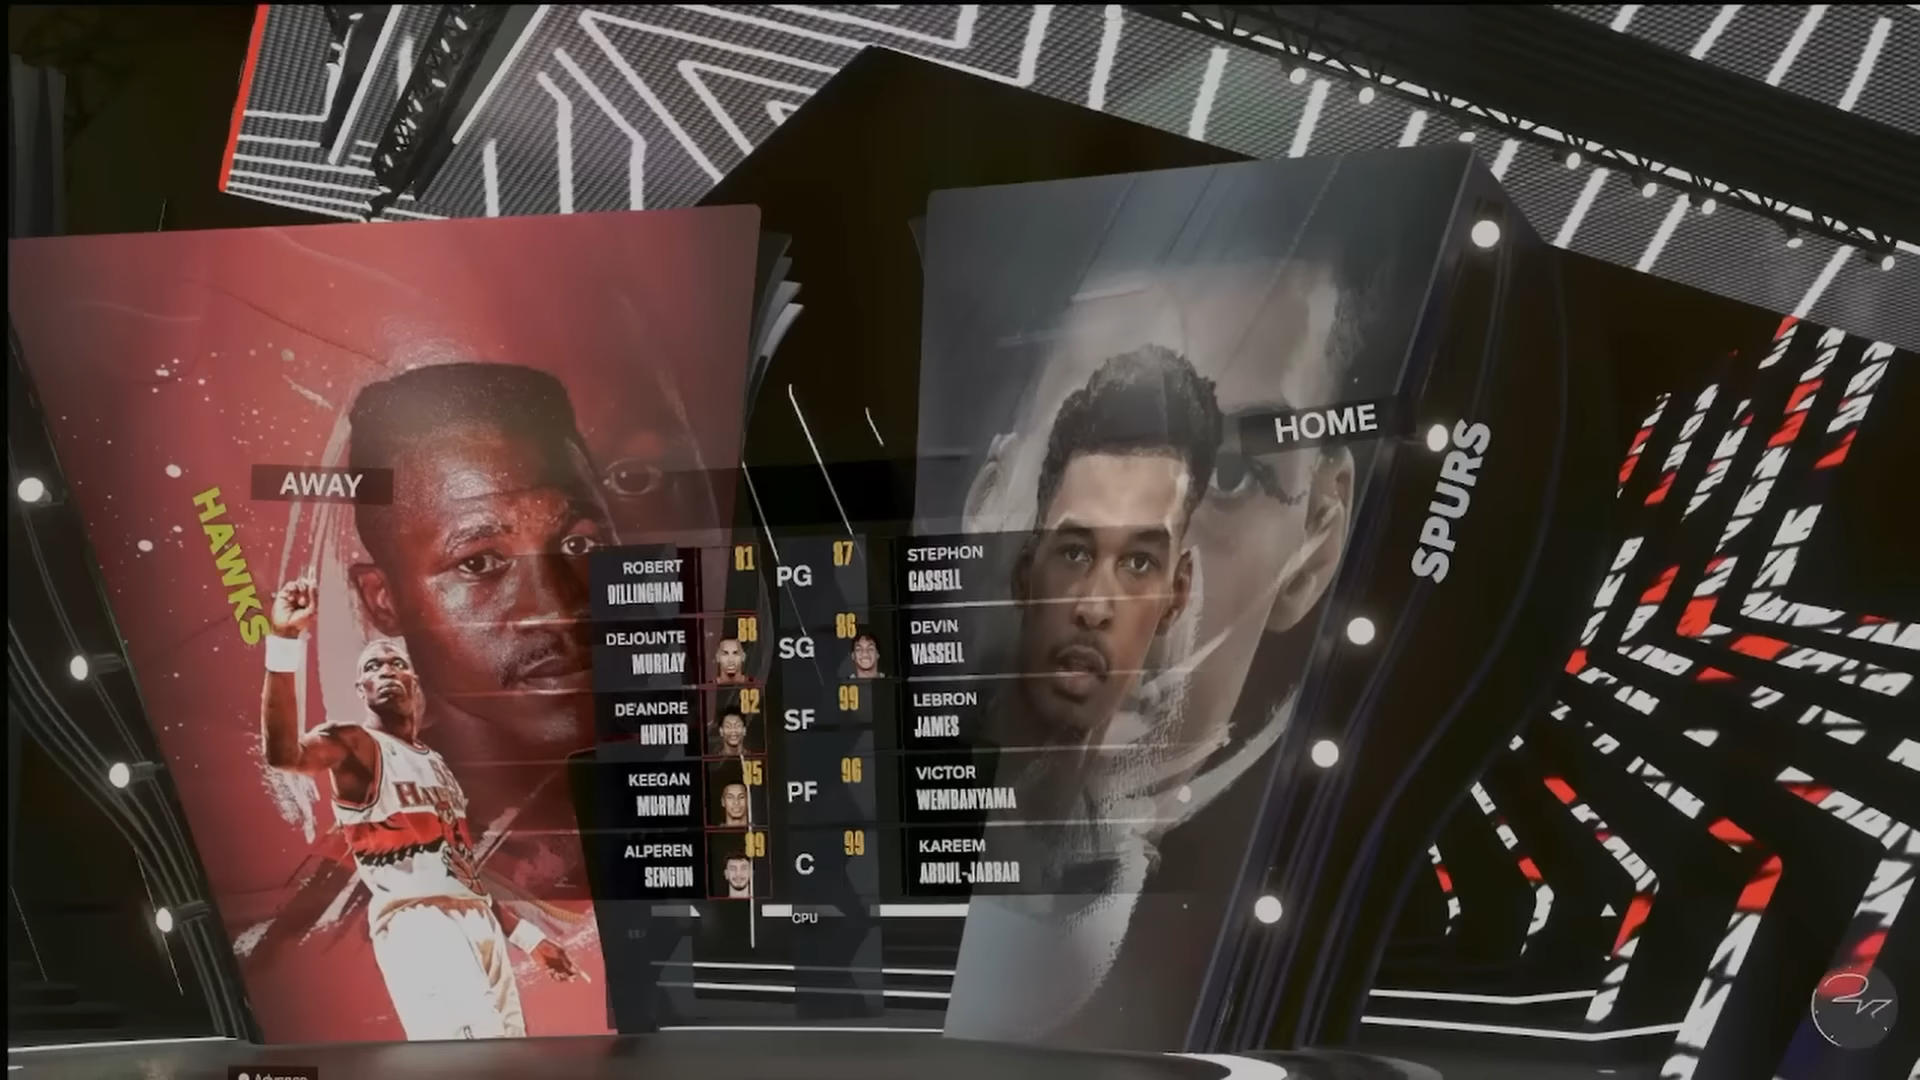 AWAY
HAWKS
HOME
SPURS
ROBERT
DILLINGHAM
81
PG
87
STEPHON
CASSELL
DEJOUNTE
MURRAY
88
SG
86
DEVIN
VASSELL
DE'ANDRE
HUNTER
82
SF
99
LEBRON
JAMES
KEEGAN
MURRAY
85
PF
96
VICTOR
WEMBANYAMA
ALPEREN
SENGUN
89
C
99
KAREEM
ABDUL-JABBAR
CPU